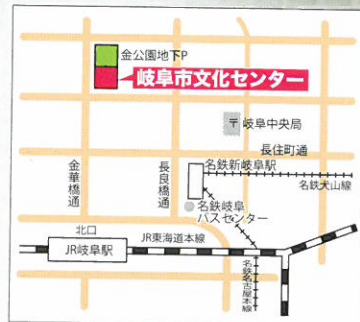 金公園地下P
岐阜市文化センター
〒岐阜中央局
長住町通
名鉄新岐阜駅
名鉄犬山線
金華橋通
長良橋通
名鉄岐阜
バスセンター
北口
JR東海道本線
JR岐阜駅
名鉄名古屋本線